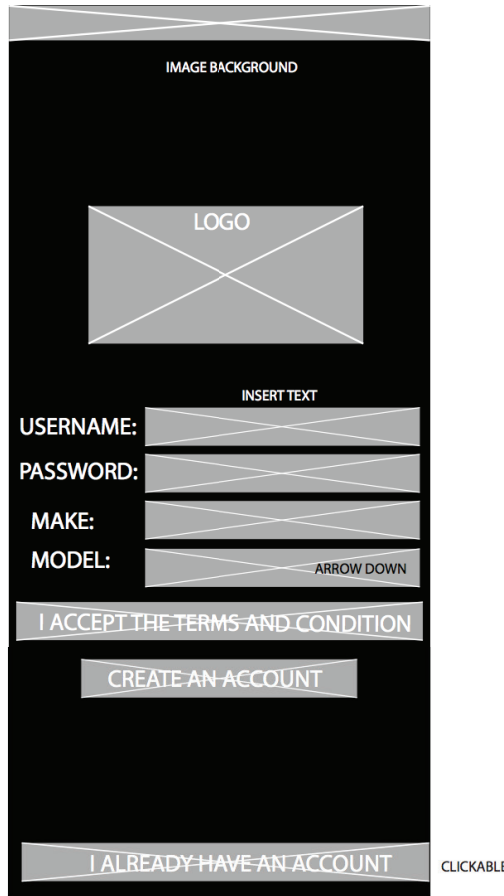 IMAGE BACKGROUND
LOGO
INSERT TEXT
USERNAME:
PASSWORD:
MAKE:
MODEL:
ARROW DOWN
I ACCEPT THE TERMS AND CONDITION
CREATE AN ACCOUNT
I ALREADY HAVE AN ACCOUNT
CLICKABLE